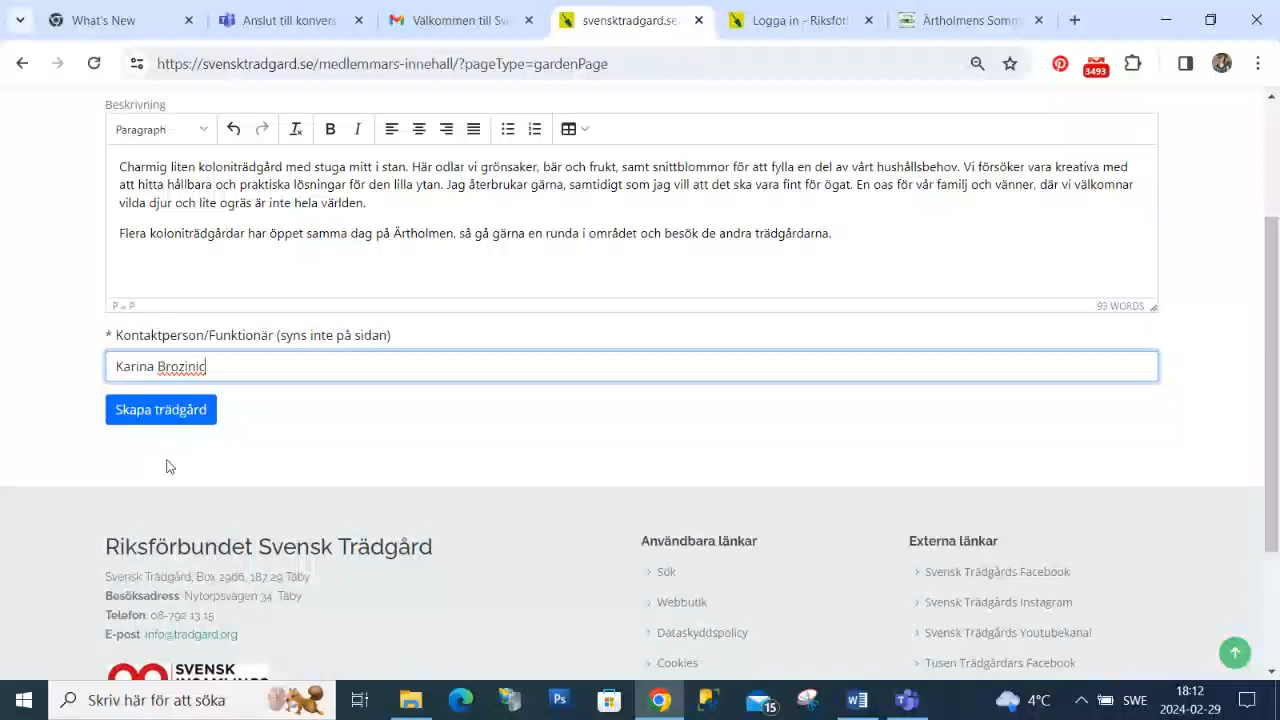 What's New
Anslut till konvers
Välkommen till Sv
svensktradgard.se
Logga in - Riksför
Ärtholmens Somm
https://svensktradgard.se/medlemmars-innehall/?pageType=gardenPage
3493
Beskrivning
Paragraph
B I
Charmig liten koloniträdgård med stuga mitt i stan. Här odlar vi grönsaker, bär och frukt, samt snittblommor för att fylla en del av vårt hushållsbehov. Vi försöker vara kreativa med
att hitta hållbara och praktiska lösningar för den lilla ytan. Jag återbrukar gärna, samtidigt som jag vill att det ska vara fint för ögat. En oas för vår familj och vänner, där vi välkomnar
vilda djur och lite ogräs är inte hela världen.
Flera koloniträdgårdar har öppet samma dag på Ärtholmen, så gå gärna en runda i området och besök de andra trädgårdarna.
P » P
93 WORDS
* Kontaktperson/Funktionär (syns inte på sidan)
Karina Brozinic
Skapa trädgård
Riksförbundet Svensk Trädgård
Svensk Trädgård, Box 2966, 187 29 Täby
Besöksadress: Nytorpsvägen 34, Täby
Telefon: 08-792 13 15
E-post: info@tradgard.org
SVENSK
Användbara länkar
Sök
Webbutik
Dataskyddspolicy
Cookies
Externa länkar
Svensk Trädgårds Facebook
Svensk Trädgårds Instagram
Svensk Trädgårds Youtubekanal
Tusen Trädgårdars Facebook
Skriv här för att söka
Ps
15
4°C
SWE
18:12
2024-02-29